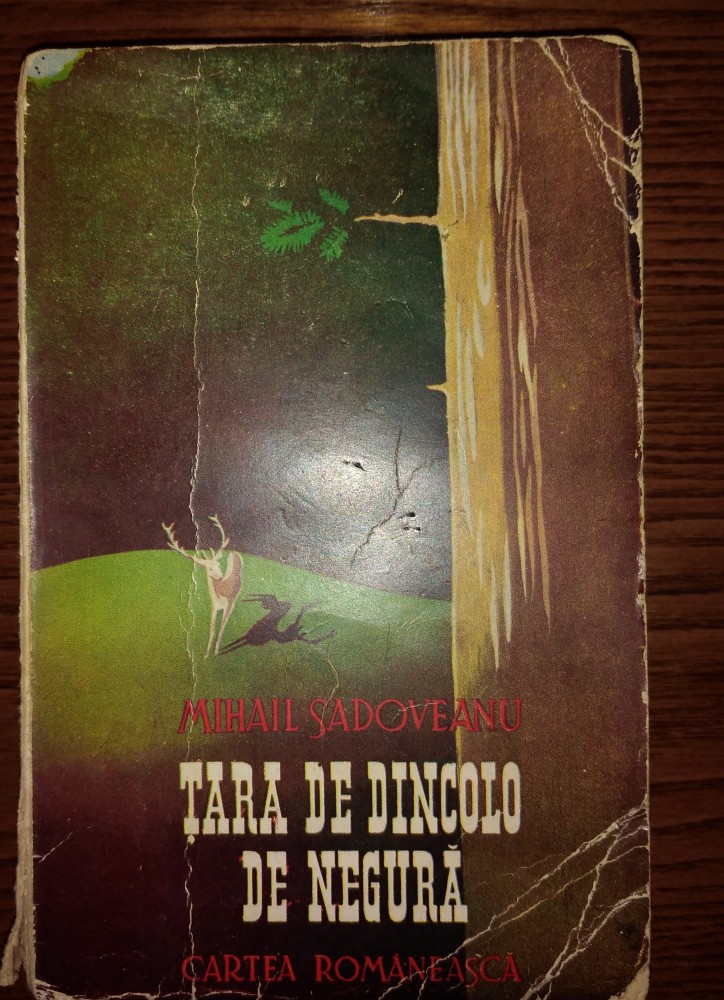 MIHAIL SADOVEANU
ȚARA DE DINCOLO
DE NEGURĂ
CARTEA ROMÂNEASCĂ